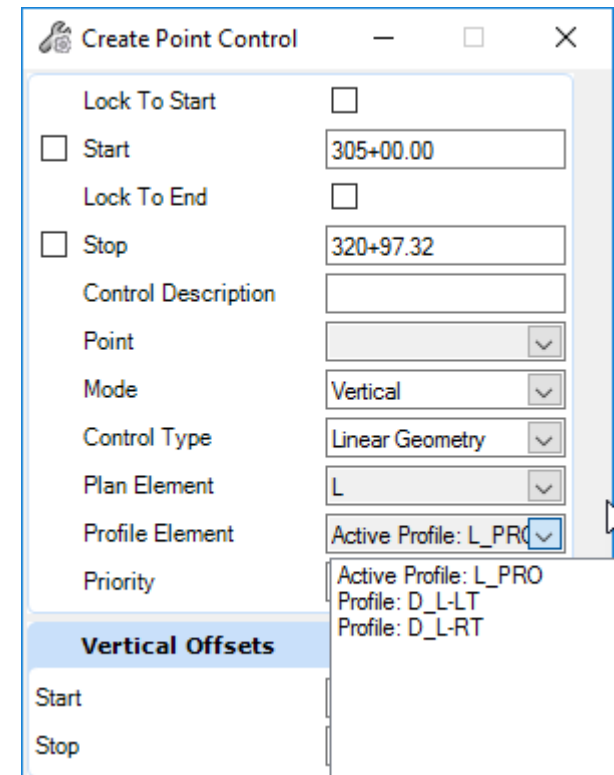 Create Point Control
Lock To Start
Start 305+00.00
Lock To End
Stop 320+97.32
Control Description
Point
Mode Vertical
Control Type Linear Geometry
Plan Element L
Profile Element Active Profile: L_PRO
Priority
Active Profile: L_PRO
Profile: D_L-LT
Profile: D_L-RT
Vertical Offsets
Start
Stop